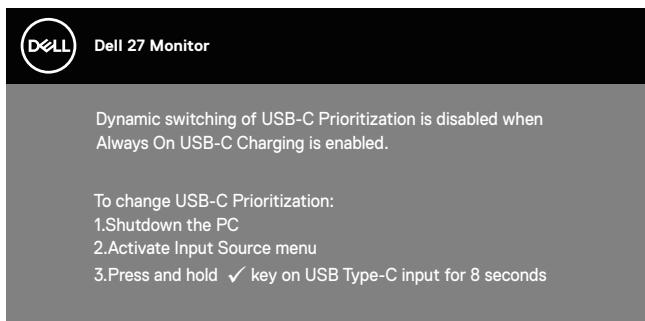 DELL
Dell 27 Monitor
Dynamic switching of USB-C Prioritization is disabled when
Always On USB-C Charging is enabled.
To change USB-C Prioritization:
1.Shutdown the PC
2.Activate Input Source menu
3.Press and hold ✓ key on USB Type-C input for 8 seconds